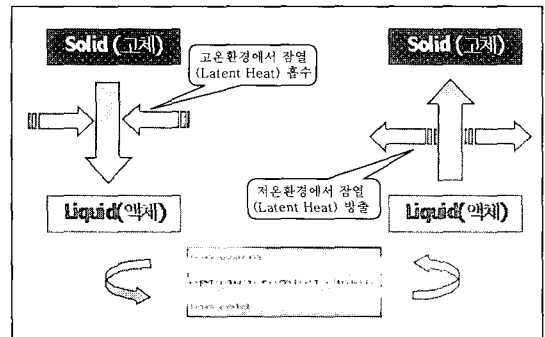 Solid (고체)
고온환경에서 잠열
(Latent Heat) 흡수
Liquid(액체)
Solid (고체)
저온환경에서 잠열
(Latent Heat) 방출
Liquid(액체)